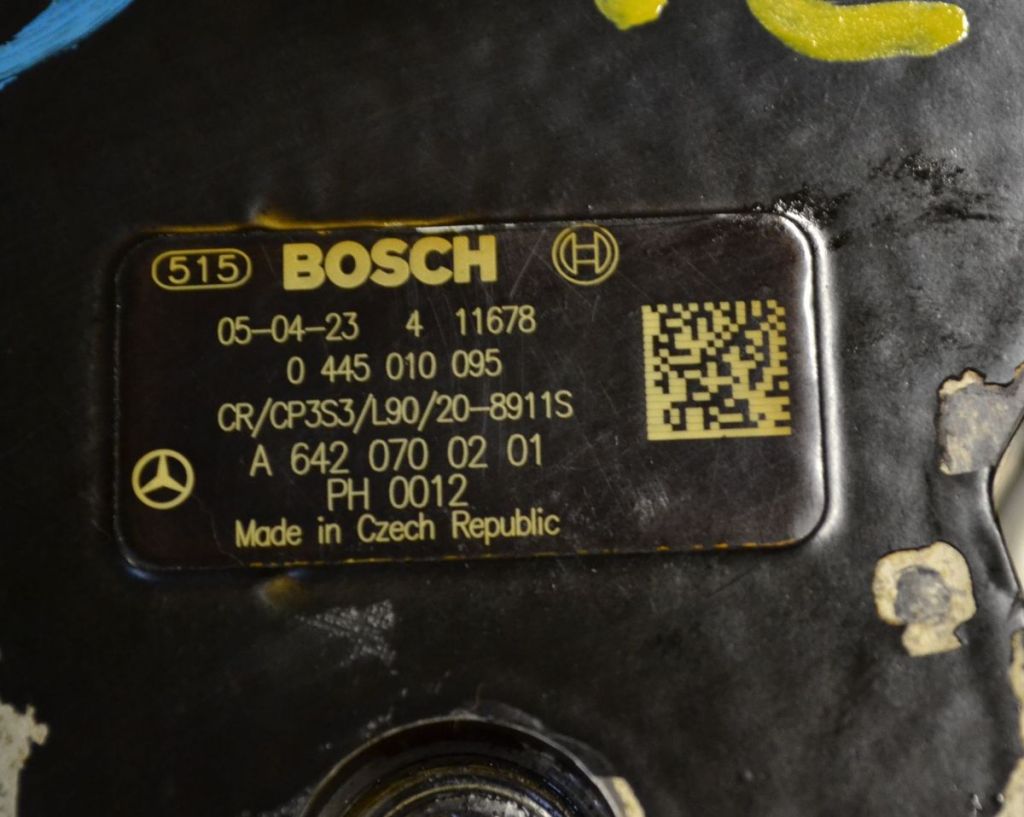 515 BOSCH
05-04-23 4 11678
0 445 010 095
CR/CP3S3/L90/20-8911S
A 642 070 02 01
PH 0012
Made in Czech Republic